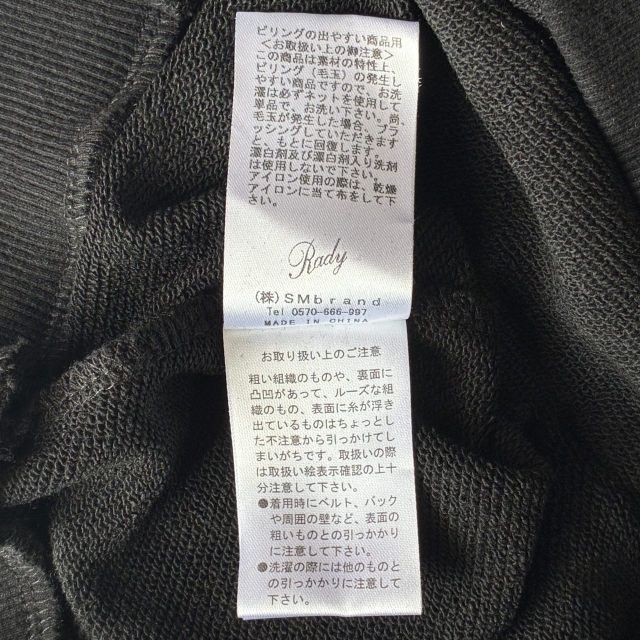 ピリングの出やすい商品用
<お取扱い上の御注意>
この商品は素材の特性上、
ピリング（毛玉）の発生し
やすい商品ですので、お洗
濯は必ずネットを使用して
単品で、お洗い下さい。尚、
毛玉が発生した場合、ブラ
ッシングしていただきます
と、もとに回復します。
漂白剤及び漂白剤入り洗剤
は使用しないで下さい。
アイロン使用の際は、乾燥
アイロンに当て布をして下
さい。
Rady
(株)SMbrand
Tel 0570-666-997
MADE IN CHINA
お取り扱い上のご注意
粗い組織のものや、裏面に
凸凹があって、ルーズな組
織のもの、表面に糸が浮き
出ているものはちょっとし
た不注意から引っかけてし
まいがちです。取扱いの際
は取扱い絵表示確認の上十
分注意して下さい。
●着用時にベルト、バック
や周囲の壁など、表面の
粗いものとの引っかかり
に注意して下さい。
●洗濯の際には他のものと
の引っかかりに注意して
下さい。